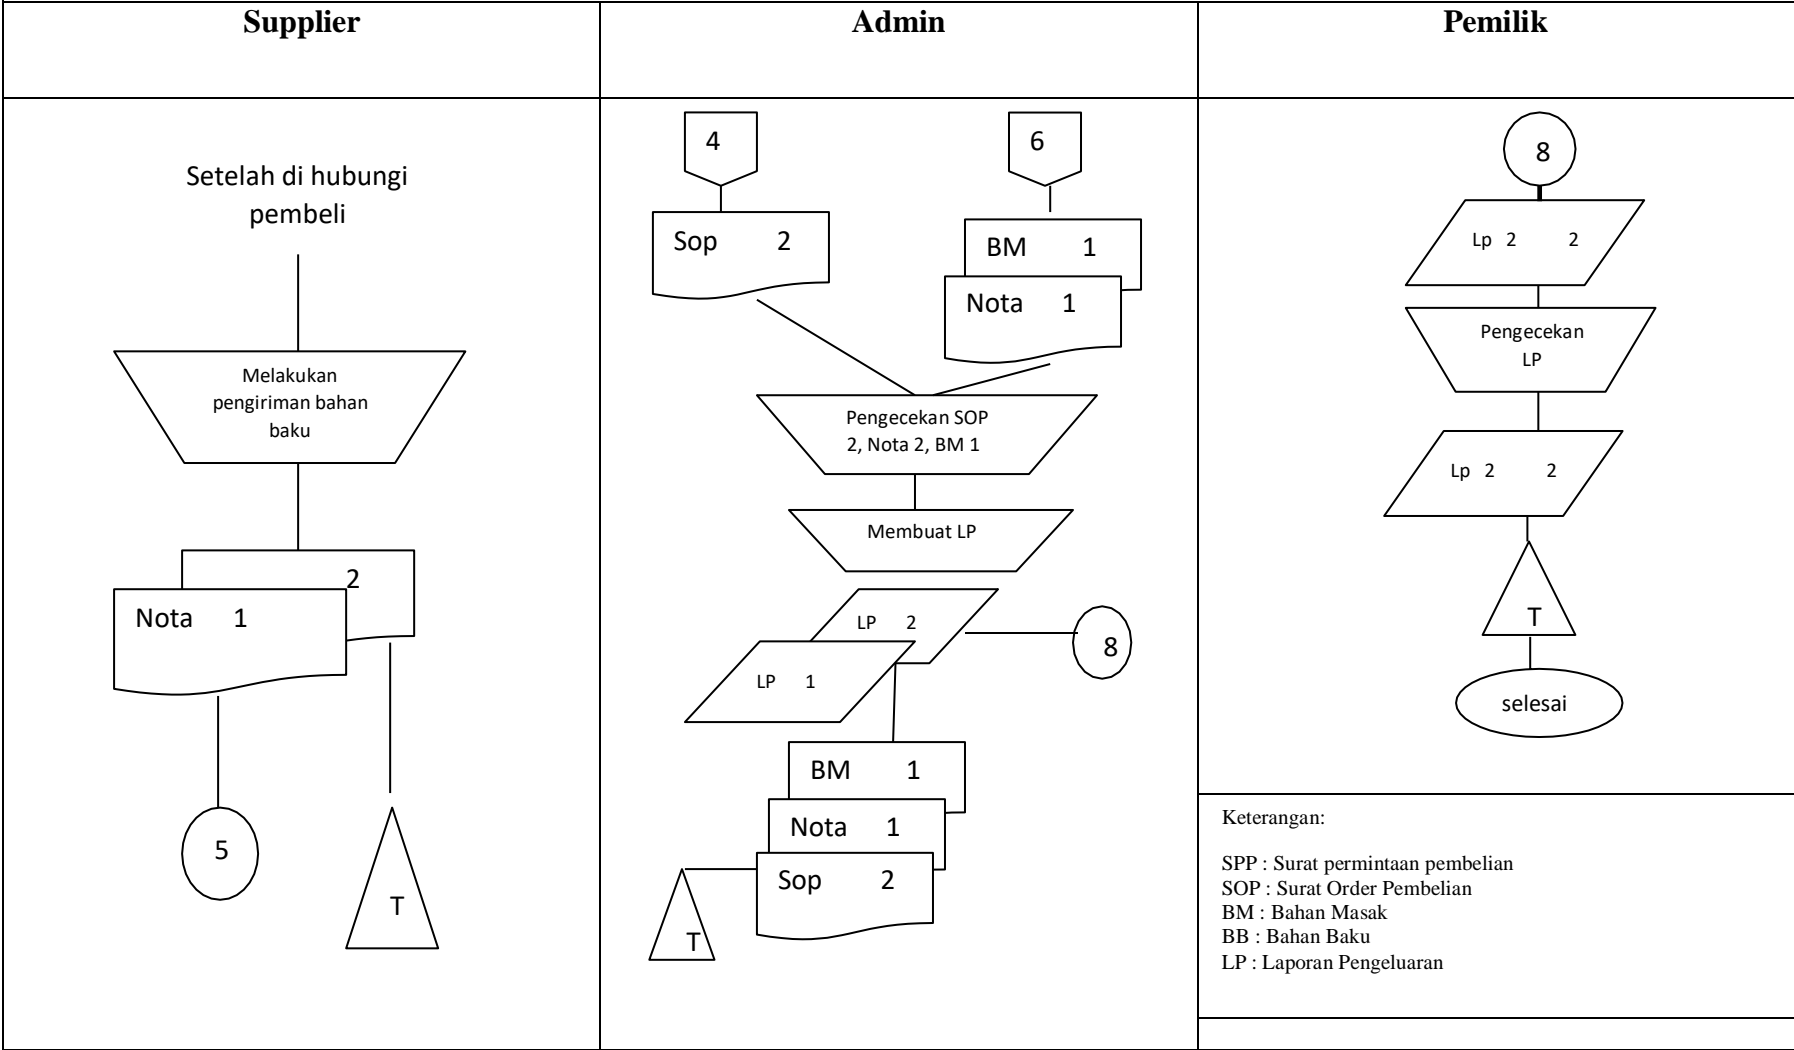 Supplier
Admin
Pemilik
Setelah di hubungi
pembeli
Melakukan
pengiriman bahan
baku
2
Nota 1
5
T
4
6
Sop 2
BM 1
Nota 1
Pengecekan SOP
2, Nota 2, BM 1
Membuat LP
LP 2
8
LP 1
BM 1
Nota 1
Sop 2
T
8
Lp 2 2
Pengecekan
LP
Lp 2 2
T
selesai
Keterangan:
SPP : Surat permintaan pembelian
SOP : Surat Order Pembelian
BM : Bahan Masak
BB : Bahan Baku
LP : Laporan Pengeluaran